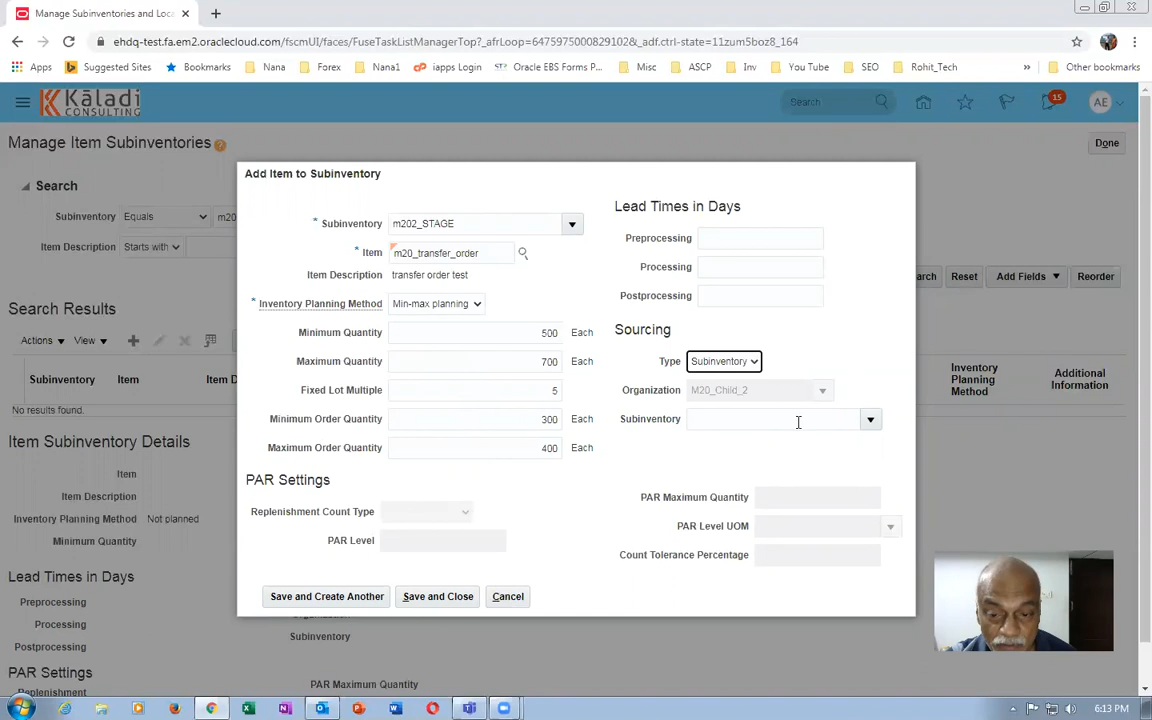 Manage Subinventories and Loca
ehdq-test.fa.em2.oraclecloud.com/fscmUI/faces/FuseTaskListManagerTop?_afrLoop=6475975000829102&_adf.ctrl-state=11zum5boz8_164
Apps Suggested Sites Bookmarks Nana Forex Nana1 iapps Login Oracle EBS Forms P... Misc ASCP Inv You Tube SEO Rohit_Tech » Other bookmarks
Kaladi CONSULTING
Search
15
AE
Manage Item Subinventories ?
Done
Search
Subinventory Equals m20
Item Description Starts with
arch Reset Add Fields Reorder
Search Results
Actions View
Subinventory Item Item D
Inventory Planning Method
Additional Information
No results found.
Item Subinventory Details
Item
Item Description
Inventory Planning Method Not planned
Minimum Quantity
Lead Times in Days
Preprocessing
Processing
Postprocessing
Subinventory
PAR Settings
Replenishment
PAR Maximum Quantity
Add Item to Subinventory
* Subinventory m202_STAGE
* Item m20_transfer_order
Item Description transfer order test
* Inventory Planning Method Min-max planning
Minimum Quantity 500 Each
Maximum Quantity 700 Each
Fixed Lot Multiple 5
Minimum Order Quantity 300 Each
Maximum Order Quantity 400 Each
Lead Times in Days
Preprocessing
Processing
Postprocessing
Sourcing
Type Subinventory
Organization M20_Child_2
Subinventory
PAR Settings
Replenishment Count Type
PAR Level
PAR Maximum Quantity
PAR Level UOM
Count Tolerance Percentage
Save and Create Another Save and Close Cancel
6:13 PM